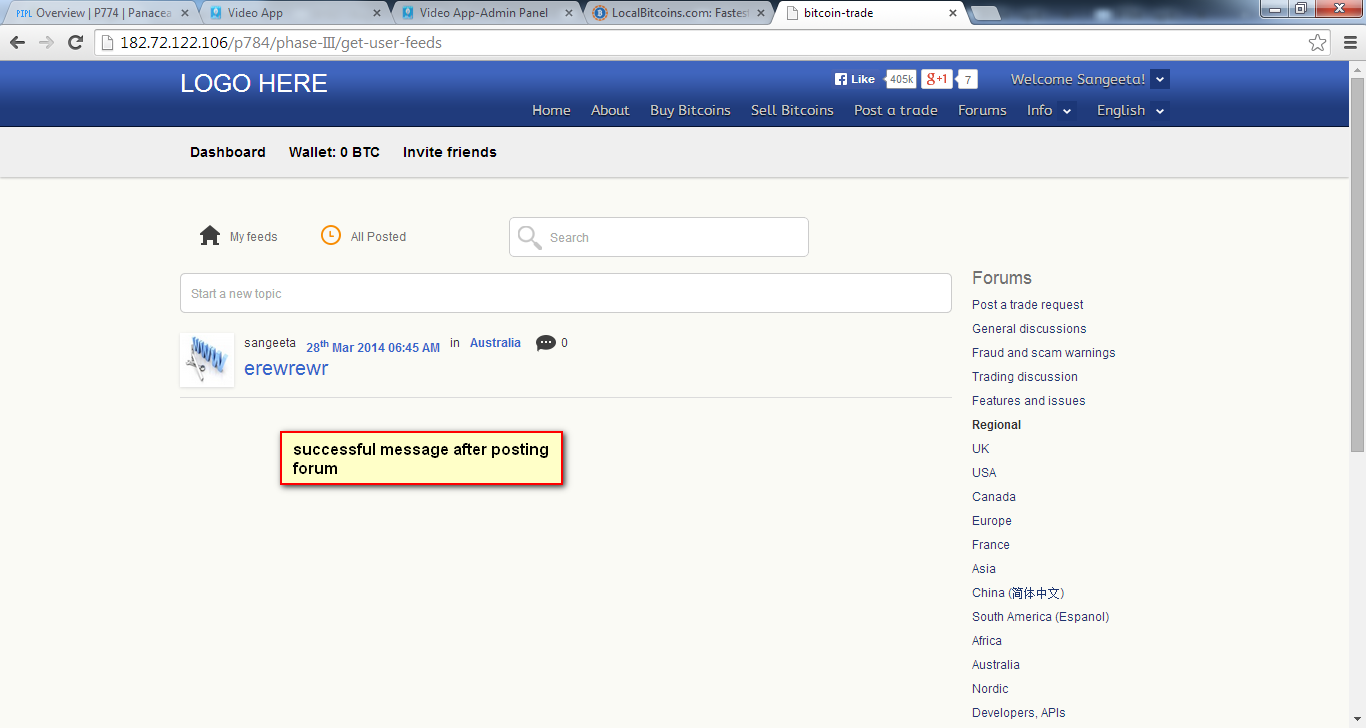 PIPL Overview | P774 | Panacea
Video App
Video App-Admin Panel
LocalBitcoins.com: Fastest
bitcoin-trade
182.72.122.106/p784/phase-III/get-user-feeds
LOGO HERE
Like 405k g+1 7
Welcome Sangeeta!
Home About Buy Bitcoins Sell Bitcoins Post a trade Forums Info English
Dashboard Wallet: 0 BTC Invite friends
My feeds All Posted Search
Start a new topic
sangeeta 28th Mar 2014 06:45 AM in Australia 0
erewrewr
successful message after posting
forum
Forums
Post a trade request
General discussions
Fraud and scam warnings
Trading discussion
Features and issues
Regional
UK
USA
Canada
Europe
France
Asia
China (简体中文)
South America (Espanol)
Africa
Australia
Nordic
Developers, APIs